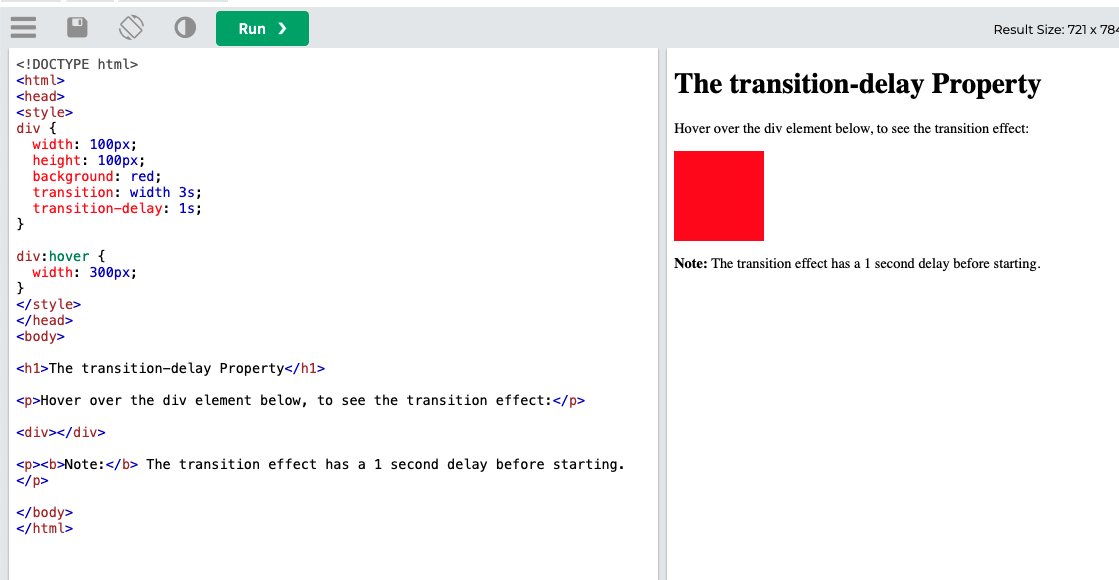 Run ❯
Result Size: 721 x 784
<!DOCTYPE html>
<html>
<head>
<style>
div {
  width: 100px;
  height: 100px;
  background: red;
  transition: width 3s;
  transition-delay: 1s;
}

div:hover {
  width: 300px;
}
</style>
</head>
<body>

<h1>The transition-delay Property</h1>

<p>Hover over the div element below, to see the transition effect:</p>

<div></div>

<p><b>Note:</b> The transition effect has a 1 second delay before starting.
</p>

</body>
</html>
The transition-delay Property
Hover over the div element below, to see the transition effect:
Note: The transition effect has a 1 second delay before starting.